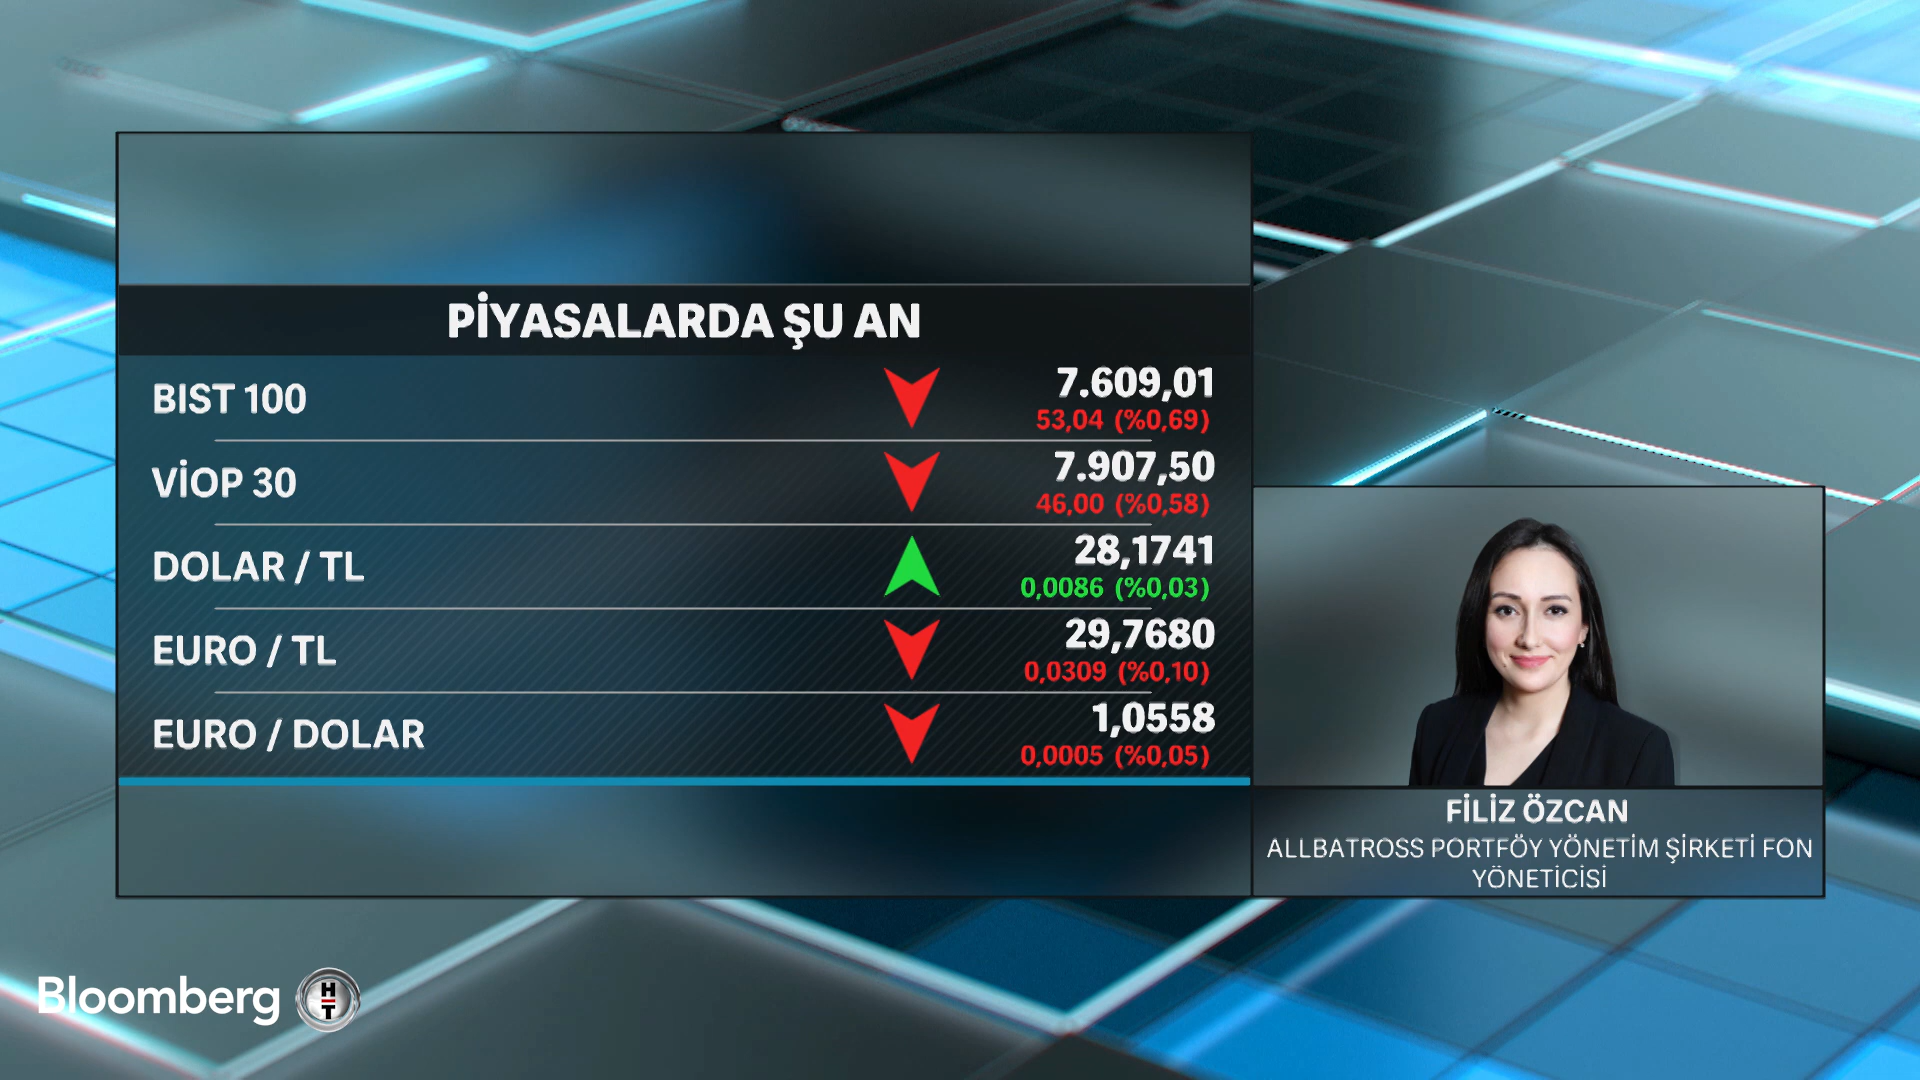 PİYASALARDA ŞU AN
BIST 100
7.609,01
53,04 (%0,69)
VİOP 30
7.907,50
46,00 (%0,58)
DOLAR / TL
28,1741
0,0086 (%0,03)
EURO / TL
29,7680
0,0309 (%0,10)
EURO / DOLAR
1,0558
0,0005 (%0,05)
FİLİZ ÖZCAN
ALLBATROSS PORTFÖY YÖNETİM ŞİRKETİ FON
YÖNETİCİSİ
Bloomberg HT